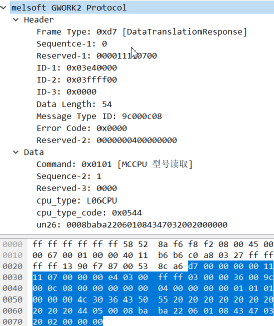 melsoft GWORK2 Protocol
Header
Frame Type: 0xd7 [DataTranslationResponse]
Sequentce-1: 0
Reserved-1: 000011110700
ID-1: 0x03e40000
ID-2: 0x03ffff00
ID-3: 0x0000
Data Length: 54
Message Type ID: 9c000c08
Error Code: 0x0000
Reserved-2: 0000000400000000
Data
Command: 0x0101 [MCCPU 型号读取]
Sequence-2: 1
Reserved-3: 0000
cpu_type: L06CPU
cpu_type_code: 0x0544
un26: 0008baba220601084347032002000000
0000 ff ff ff ff ff ff 58 52 8a f6 f8 f2 08 00 45 00
0010 00 67 00 01 00 00 40 11 b6 b6 c0 a8 03 27 ff ff
0020 ff ff 13 90 f7 87 00 53 8c a6 d7 00 00 00 00 11
0030 11 07 00 00 00 e4 03 00 ff ff 03 00 00 36 00 9c
0040 00 0c 08 00 00 00 00 00 04 00 00 00 00 01 01 01
0050 00 00 00 4c 30 36 43 50 55 20 20 20 20 20 20 20
0060 20 20 20 44 05 00 08 ba ba 22 06 01 08 43 47 03
0070 20 02 00 00 00